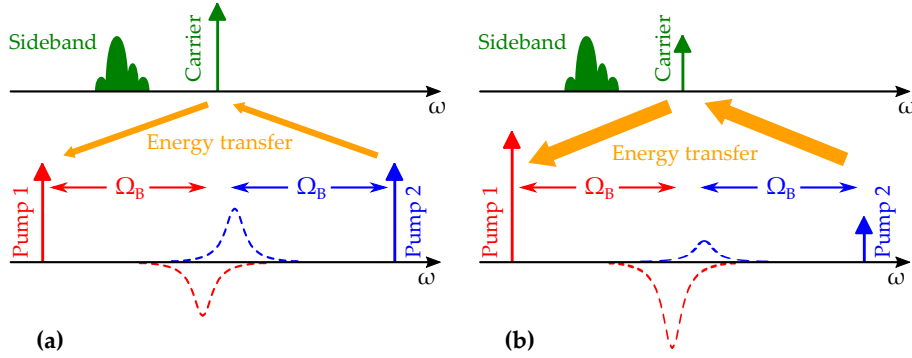 Sideband
Carrier
ω
Energy transfer
Pump 1
Ω_B
Ω_B
Pump 2
ω
(a)
Sideband
Carrier
ω
Energy transfer
Pump 1
Ω_B
Ω_B
Pump 2
ω
(b)